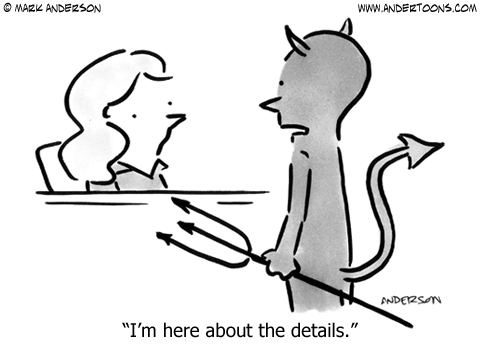 © MARK ANDERSON
WWW.ANDERTOONS.COM
ANDERSON
“I’m here about the details.”